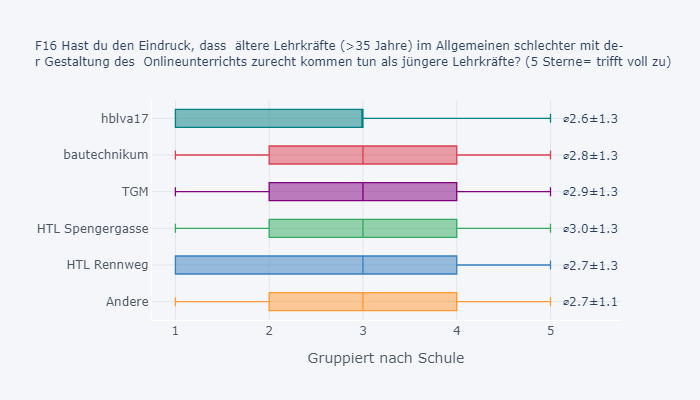 F16 Hast du den Eindruck, dass  ältere Lehrkräfte (>35 Jahre) im Allgemeinen schlechter mit de-
r Gestaltung des  Onlineunterrichts zurecht kommen tun als jüngere Lehrkräfte? (5 Sterne= trifft voll zu)
hblva17 ⌀2.6±1.3
bautechnikum ⌀2.8±1.3
TGM ⌀2.9±1.3
HTL Spengergasse ⌀3.0±1.3
HTL Rennweg ⌀2.7±1.3
Andere ⌀2.7±1.1
1 2 3 4 5
Gruppiert nach Schule